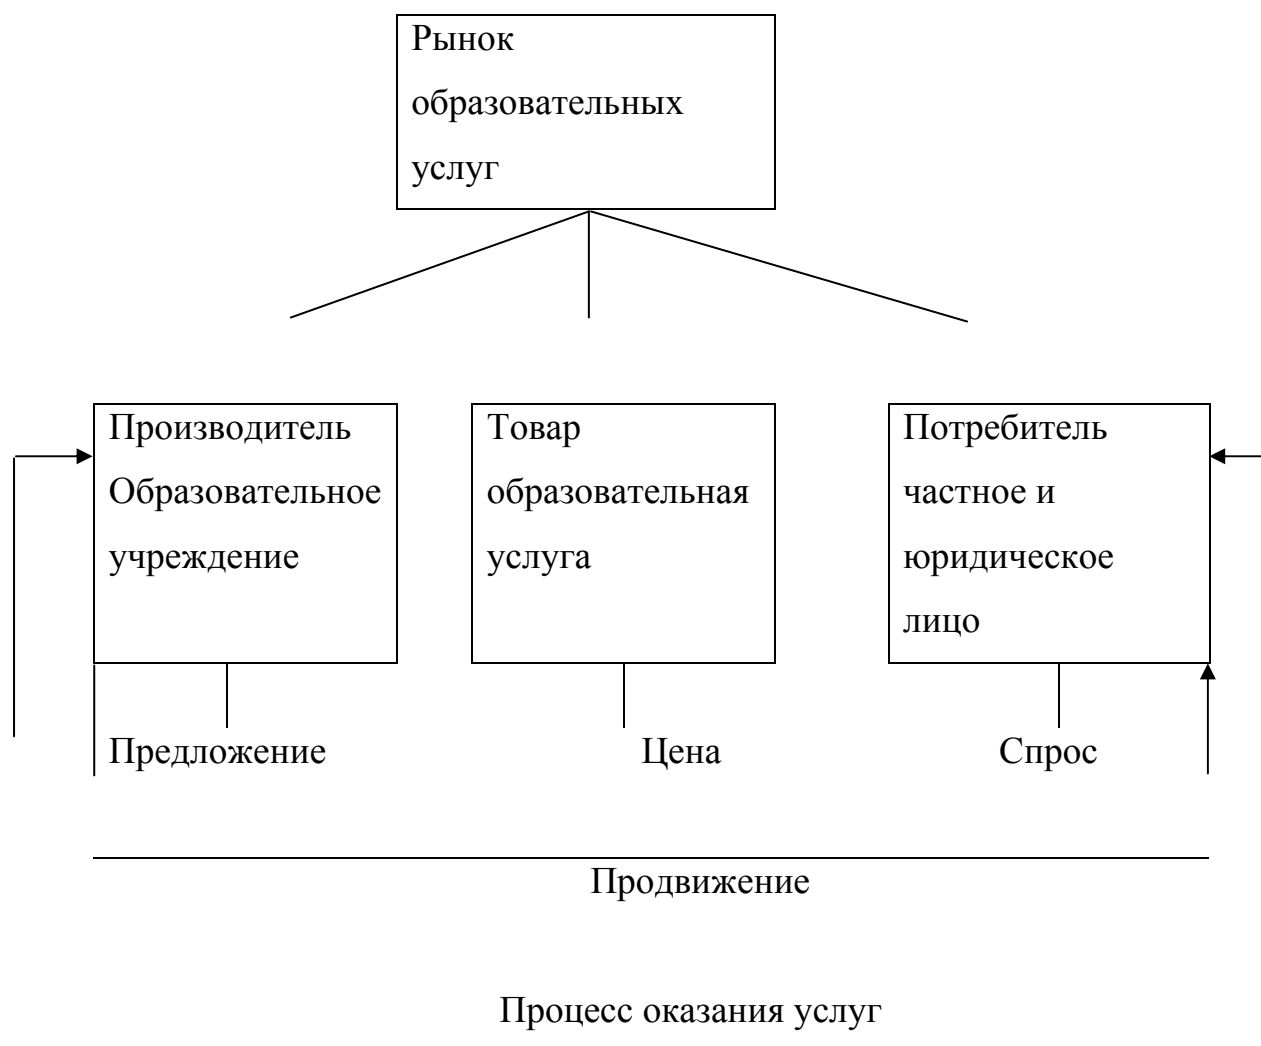 Рынок
образовательных
услуг
Производитель
Образовательное
учреждение
Товар
образовательная
услуга
Потребитель
частное и
юридическое
лицо
Предложение
Цена
Спрос
Продвижение
Процесс оказания услуг